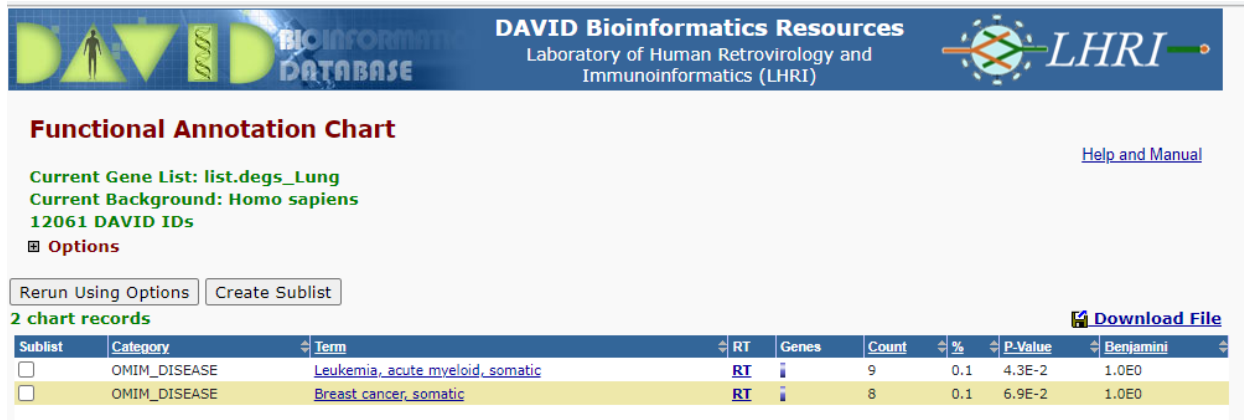 DAVID BIOINFORMATICS DATABASE
DAVID Bioinformatics Resources
Laboratory of Human Retrovirology and
Immunoinformatics (LHRI)
LHRI
Functional Annotation Chart
Help and Manual
Current Gene List: list.degs_Lung
Current Background: Homo sapiens
12061 DAVID IDs
Options
Rerun Using Options Create Sublist
2 chart records Download File
Sublist Category Term RT Genes Count % P-Value Benjamini
OMIM_DISEASE Leukemia, acute myeloid, somatic RT 9 0.1 4.3E-2 1.0E0
OMIM_DISEASE Breast cancer, somatic RT 8 0.1 6.9E-2 1.0E0